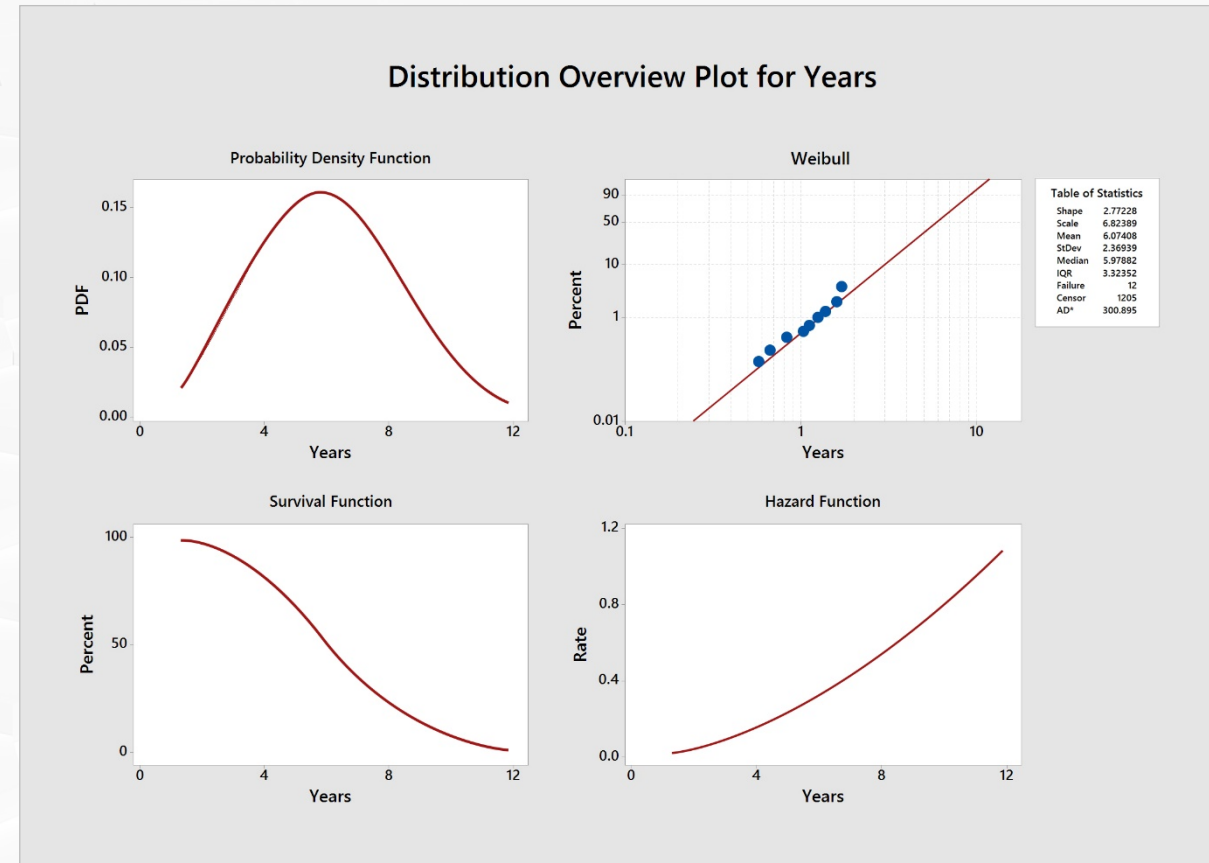 Distribution Overview Plot for Years
Probability Density Function
0.15
0.10
0.05
0.00
PDF
0 4 8 12
Years
Weibull
90
50
10
1
0.01
Percent
0.1 1 10
Years
Table of Statistics
Shape 2.77228
Scale 6.82389
Mean 6.07408
StDev 2.36939
Median 5.97882
IQR 3.32352
Failure 12
Censor 1205
AD* 300.895
Survival Function
100
50
0
Percent
0 4 8 12
Years
Hazard Function
1.2
0.8
0.4
0.0
Rate
0 4 8 12
Years